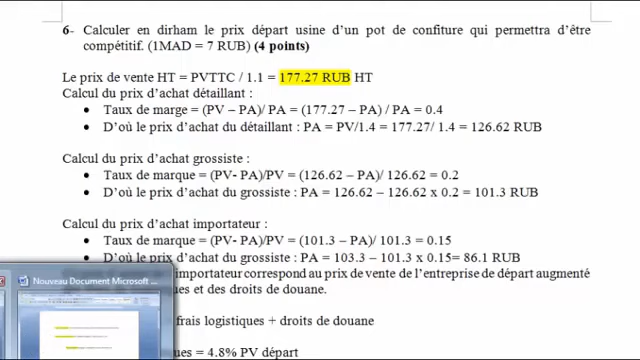 6- Calculer en dirham le prix départ usine d'un pot de confiture qui permettra d'être
compétitif. (1MAD = 7 RUB) (4 points)
Le prix de vente HT = PVTTC / 1.1 = 177.27 RUB HT
Calcul du prix d'achat détaillant :
• Taux de marge = (PV – PA)/ PA = (177.27 – PA) / PA = 0.4
• D'où le prix d'achat du détaillant : PA = PV/1.4 = 177.27/ 1.4 = 126.62 RUB
Calcul du prix d'achat grossiste :
• Taux de marque = (PV- PA)/PV = (126.62 – PA)/ 126.62 = 0.2
• D'où le prix d'achat du grossiste : PA = 126.62 – 126.62 x 0.2 = 101.3 RUB
Calcul du prix d'achat importateur :
• Taux de marque = (PV- PA)/PV = (101.3 – PA)/ 101.3 = 0.15
• D'où le prix d'achat du grossiste : PA = 103.3 – 101.3 x 0.15= 86.1 RUB
importateur correspond au prix de vente de l'entreprise de départ augmenté
Nouveau Document Microsoft ...
ques et des droits de douane.
frais logistiques + droits de douane
ques = 4.8% PV départ